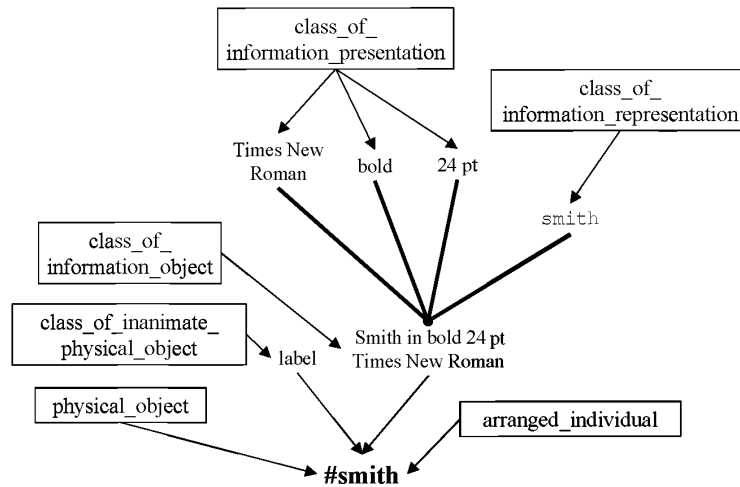 class_of_
information_presentation
class_of_
information_representation
Times New
Roman
bold
24 pt
smith
class_of_
information_object
class_of_inanimate_
physical_object
label
Smith in bold 24 pt
Times New Roman
physical_object
arranged_individual
#smith